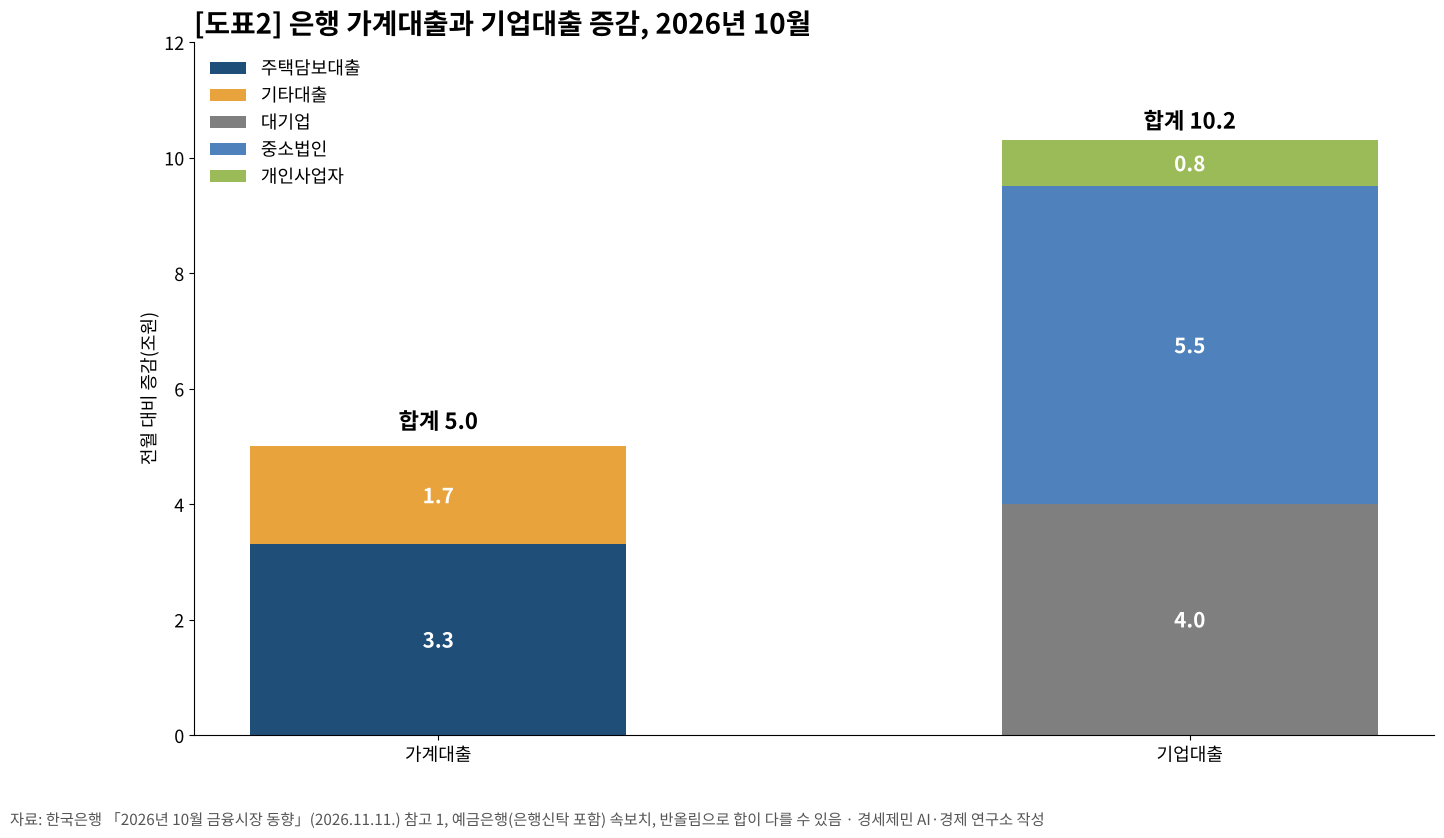 [도표2] 은행 가계대출과 기업대출 증감, 2026년 10월
12
10
8
6
4
2
0
전월 대비 증감(조원)
주택담보대출
기타대출
대기업
중소법인
개인사업자
합계 5.0
1.7
3.3
합계 10.2
0.8
5.5
4.0
가계대출
기업대출
자료: 한국은행 「2026년 10월 금융시장 동향」(2026.11.11.) 참고 1, 예금은행(은행신탁 포함) 속보치, 반올림으로 합이 다를 수 있음 · 경세제민 AI·경제 연구소 작성